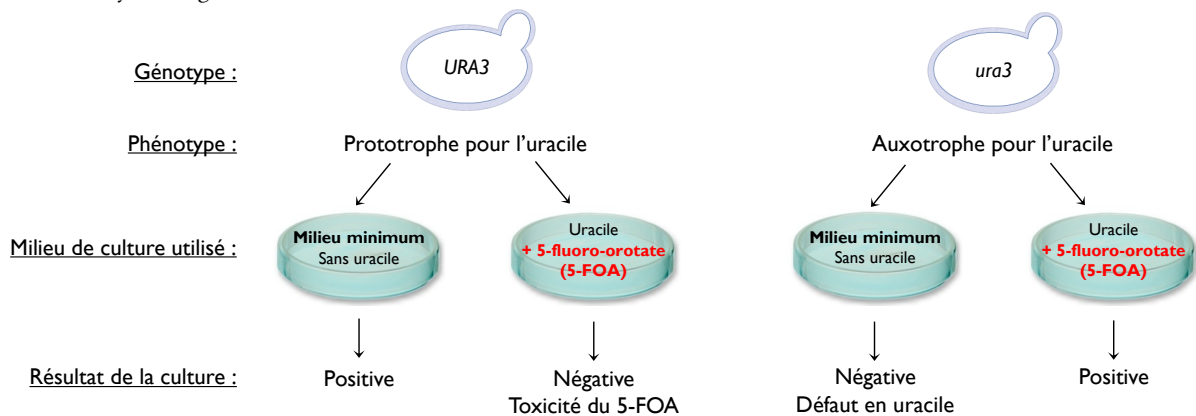 Génotype :
URA3
ura3
Phénotype :
Prototrophe pour l'uracile
Auxotrophe pour l'uracile
Milieu de culture utilisé :
Milieu minimum
Sans uracile
Uracile
+ 5-fluoro-orotate
(5-FOA)
Milieu minimum
Sans uracile
Uracile
+ 5-fluoro-orotate
(5-FOA)
Résultat de la culture :
Positive
Négative
Toxicité du 5-FOA
Négative
Défaut en uracile
Positive